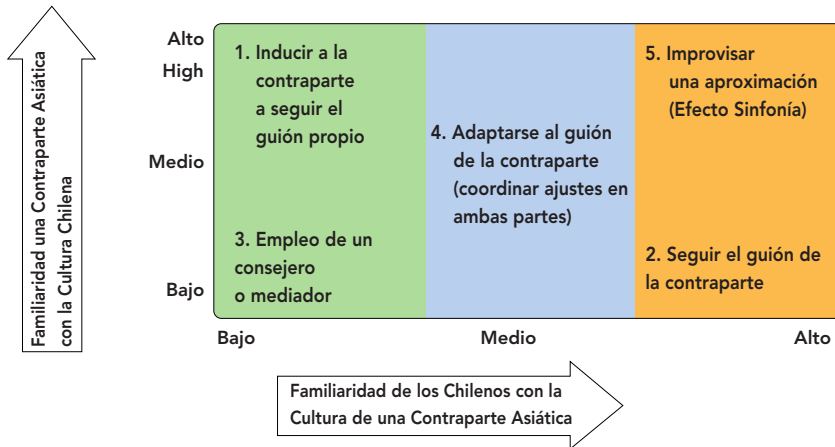 Familiaridad una Contraparte Asiática
con la Cultura Chilena
Alto
High
Medio
Bajo
1. Inducir a la
contraparte
a seguir el
guión propio
3. Empleo de un
consejero
o mediador
4. Adaptarse al guión
de la contraparte
(coordinar ajustes en
ambas partes)
5. Improvisar
una aproximación
(Efecto Sinfonía)
2. Seguir el guión de
la contraparte
Bajo
Medio
Alto
Familiaridad de los Chilenos con la
Cultura de una Contraparte Asiática